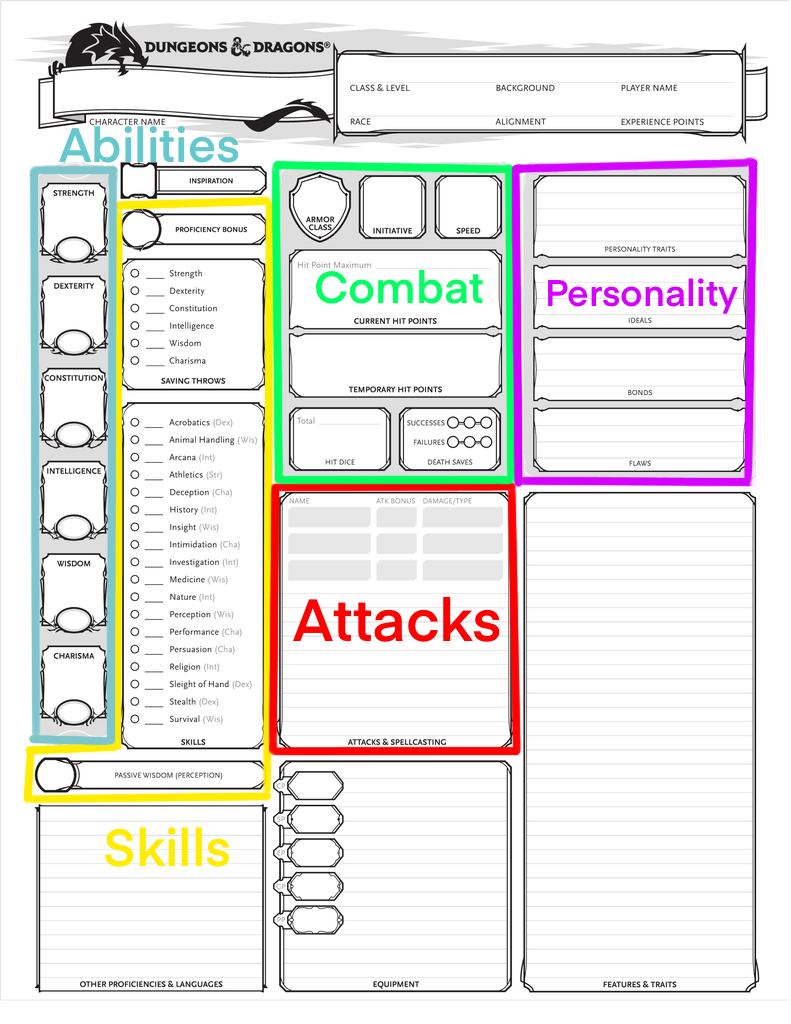 DUNGEONS & DRAGONS®
CLASS & LEVEL BACKGROUND PLAYER NAME
CHARACTER NAME
RACE ALIGNMENT EXPERIENCE POINTS
Abilities
STRENGTH
DEXTERITY
CONSTITUTION
INTELLIGENCE
WISDOM
CHARISMA
INSPIRATION
PROFICIENCY BONUS
Strength
Dexterity
Constitution
Intelligence
Wisdom
Charisma
SAVING THROWS
Acrobatics (Dex)
Animal Handling (Wis)
Arcana (Int)
Athletics (Str)
Deception (Cha)
History (Int)
Insight (Wis)
Intimidation (Cha)
Investigation (Int)
Medicine (Wis)
Nature (Int)
Perception (Wis)
Performance (Cha)
Persuasion (Cha)
Religion (Int)
Sleight of Hand (Dex)
Stealth (Dex)
Survival (Wis)
SKILLS
PASSIVE WISDOM (PERCEPTION)
Skills
OTHER PROFICIENCIES & LANGUAGES
ARMOR
CLASS
INITIATIVE
SPEED
Hit Point Maximum
Combat
CURRENT HIT POINTS
TEMPORARY HIT POINTS
Total
HIT DICE
SUCCESSES
FAILURES
DEATH SAVES
NAME ATK BONUS DAMAGE/TYPE
Attacks
ATTACKS & SPELLCASTING
CP
SP
EP
GP
PP
EQUIPMENT
PERSONALITY TRAITS
Personality
IDEALS
BONDS
FLAWS
FEATURES & TRAITS